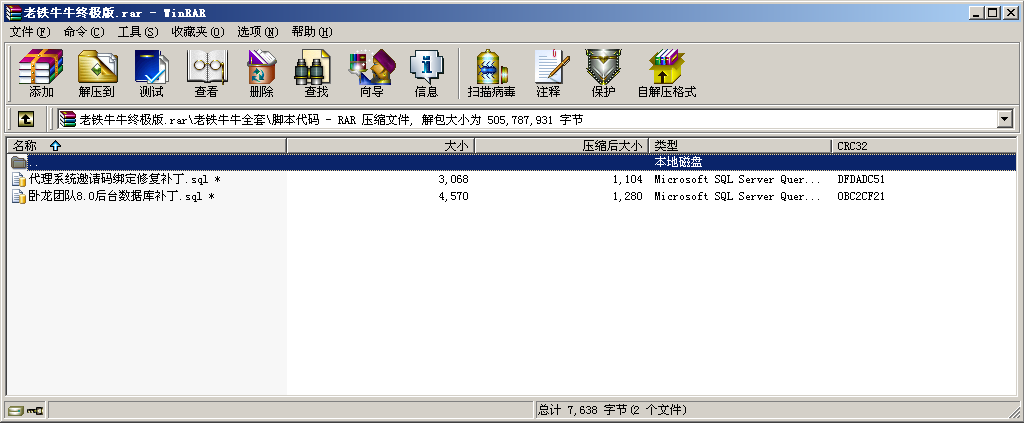 老铁牛牛终极版.rar - WinRAR
文件(F) 命令(C) 工具(S) 收藏夹(O) 选项(N) 帮助(H)
添加 解压到 测试 查看 删除 查找 向导 信息 扫描病毒 注释 保护 自解压格式
老铁牛牛终极版.rar\老铁牛牛全套\脚本代码 - RAR 压缩文件, 解包大小为 505,787,931 字节
名称 大小 压缩后大小 类型 CRC32
.. 本地磁盘
代理系统邀请码绑定修复补丁.sql * 3,068 1,104 Microsoft SQL Server Quer... DFDADC51
卧龙团队8.0后台数据库补丁.sql * 4,570 1,280 Microsoft SQL Server Quer... 0BC2CF21
总计 7,638 字节(2 个文件)